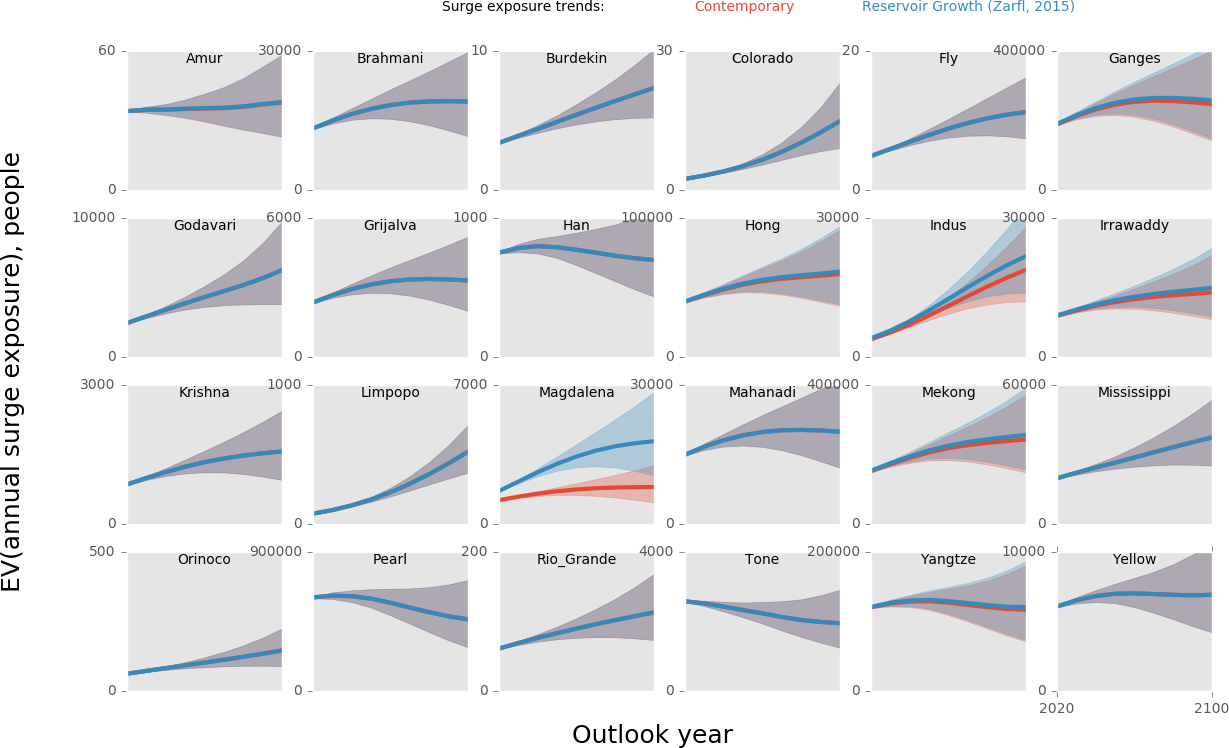 Surge exposure trends: Contemporary Reservoir Growth (Zarfl, 2015)
EV(annual surge exposure), people
60 Amur 30000 Brahmani 10 Burdekin 30 Colorado 20 Fly 400000 Ganges
0 0 0 0 0 0
10000 Godavari 6000 Grijalva 1000 Han 100000 Hong 30000 Indus 30000 Irrawaddy
0 0 0 0 0 0
3000 Krishna 1000 Limpopo 7000 Magdalena 30000 Mahanadi 400000 Mekong 60000 Mississippi
0 0 0 0 0 0
500 Orinoco 900000 Pearl 200 Rio_Grande 4000 Tone 200000 Yangtze 10000 Yellow
0 0 0 0 0 0
2020 2100
Outlook year